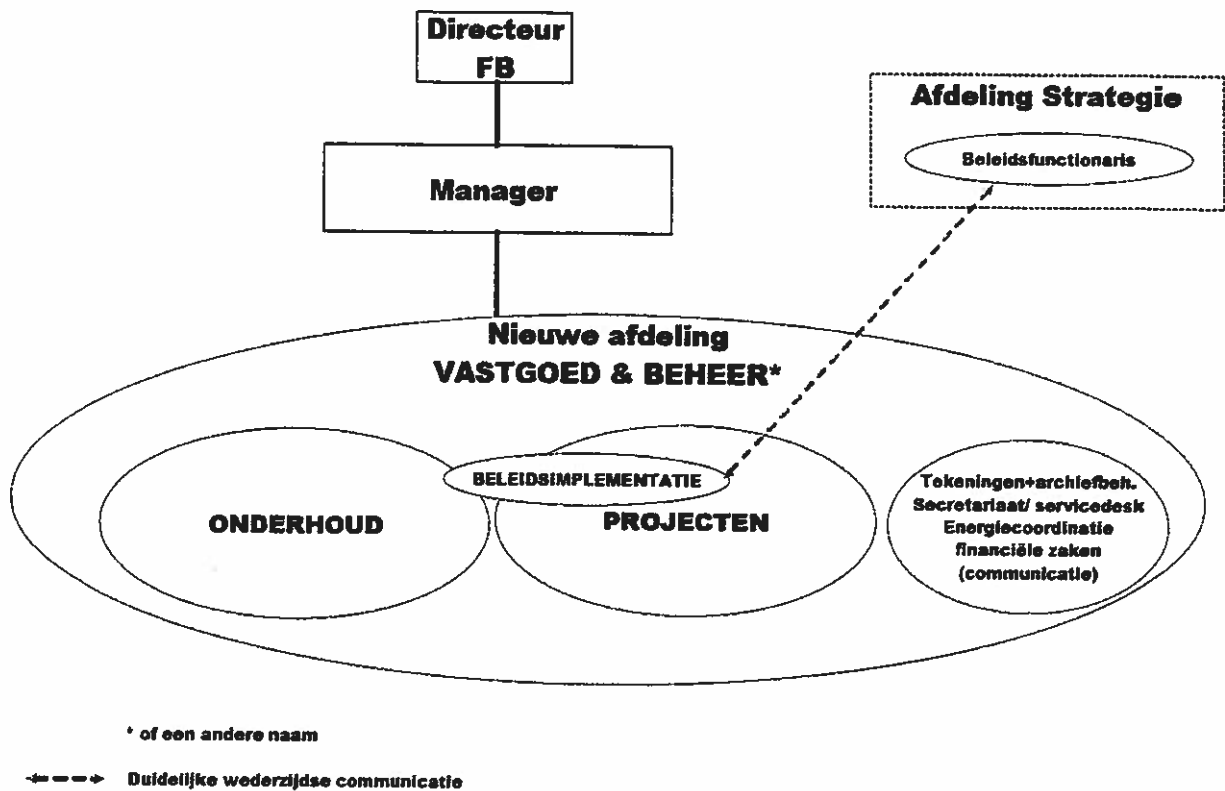 Directeur
FB
Manager
Afdeling Strategie
Beleidsfunctionaris
Nieuwe afdeling
VASTGOED & BEHEER*
BELEIDSIMPLEMENTATIE
ONDERHOUD
PROJECTEN
Tekeningen+archiefbeh.
Secretariaat/ servicedesk
Energiecoordinatie
financiële zaken
(communicatie)
* of een andere naam
Duidelijke wederzijdse communicatie